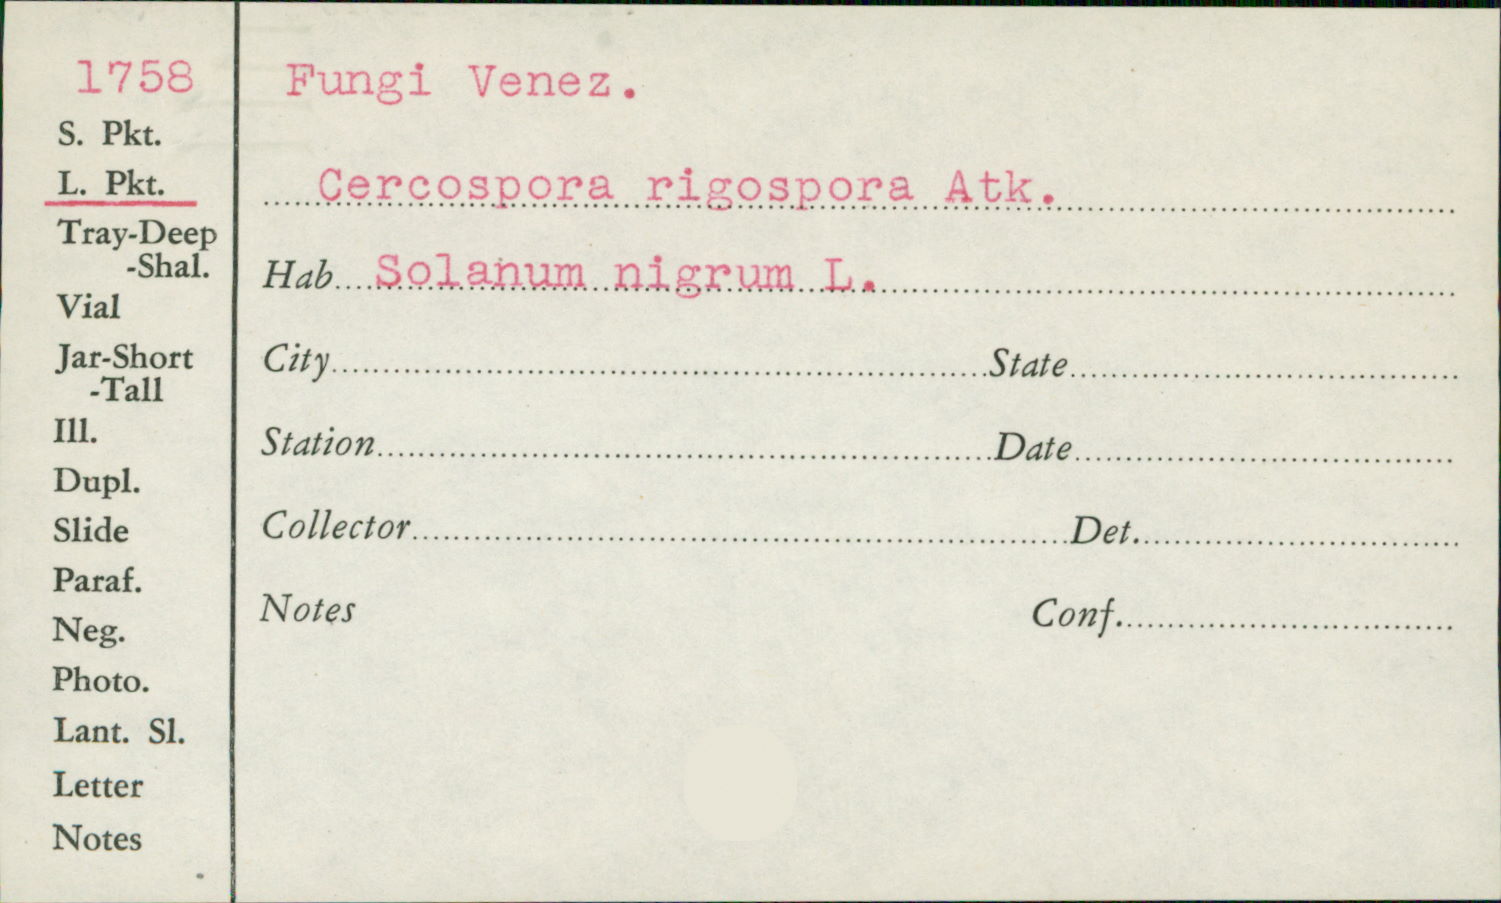 1758
S. Pkt.
L. Pkt.
Tray-Deep
-Shal.
Vial
Jar-Short
-Tall
Ill.
Dupl.
Slide
Paraf.
Neg.
Photo.
Lant. Sl.
Letter
Notes
Fungi Venez.
Cercospora rigospora Atk.
Hab. Solanum nigrum L.
City State
Station Date
Collector Det.
Notes Conf.